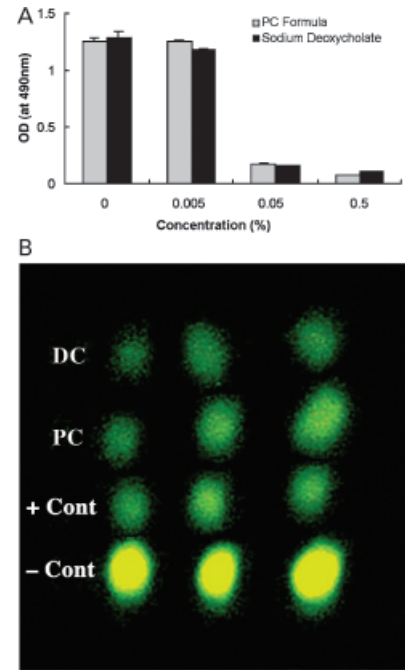 A
PC Formula
Sodium Deoxycholate
OD (at 490nm)
1.5
1
0.5
0
0 0.005 0.05 0.5
Concentration (%)
B
DC
PC
+ Cont
– Cont